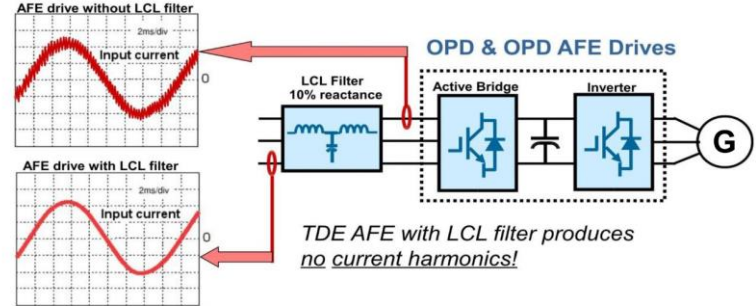 AFE drive without LCL filter
2ms/div
Input current
0
AFE drive with LCL filter
2ms/div
Input current
0
LCL Filter
10% reactance
OPD & OPD AFE Drives
Active Bridge
Inverter
G
TDE AFE with LCL filter produces
no current harmonics!